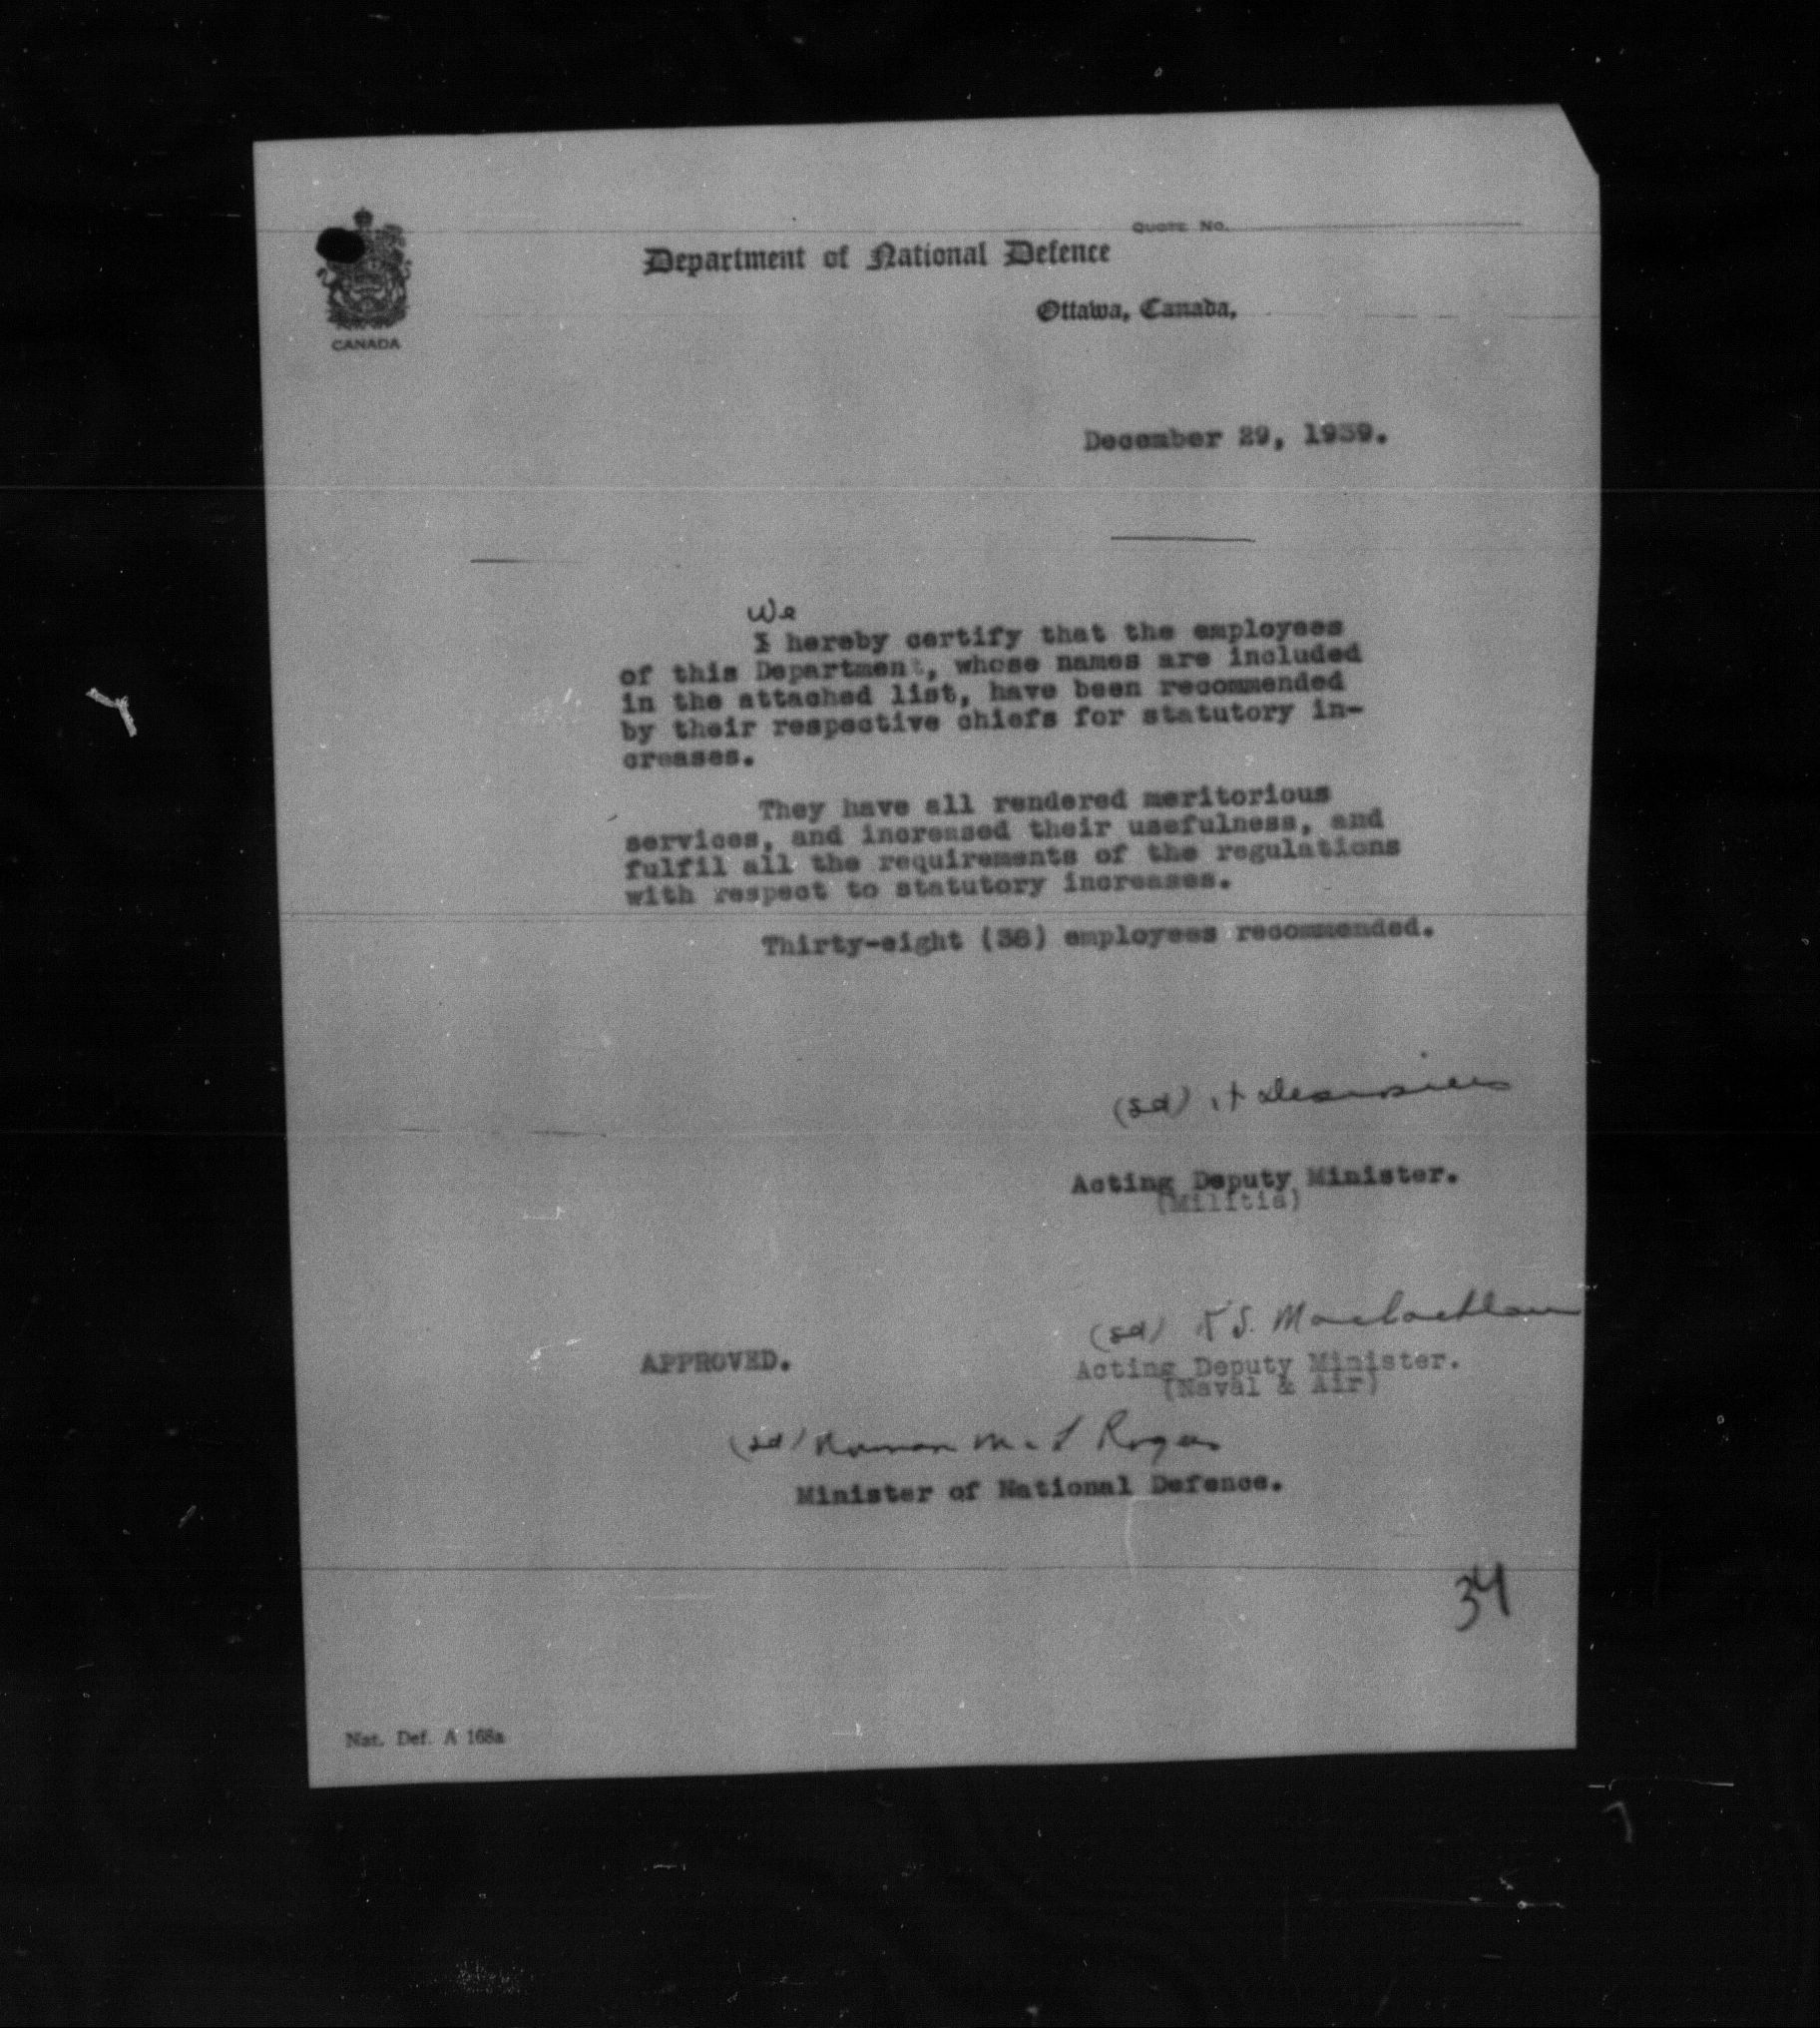 QUOTE NO.
Department of National Defence
Ottawa, Canada,
CANADA
December 29, 1939.
We
I hereby certify that the employees
of this Department, whose names are included
in the attached list, have been recommended
by their respective chiefs for statutory in-
creases.
They have all rendered meritorious
services, and increased their usefulness, and
fulfil all the requirements of the regulations
with respect to statutory increases.
Thirty-eight (38) employees recommended.
(sd)
Acting Deputy Minister.
(Militia)
(sd) K S. Maclachlan
APPROVED.
Acting Deputy Minister.
(Naval & Air)
(sd) Norman McL Rogers
Minister of National Defence.
34
Nat. Def. A 168a